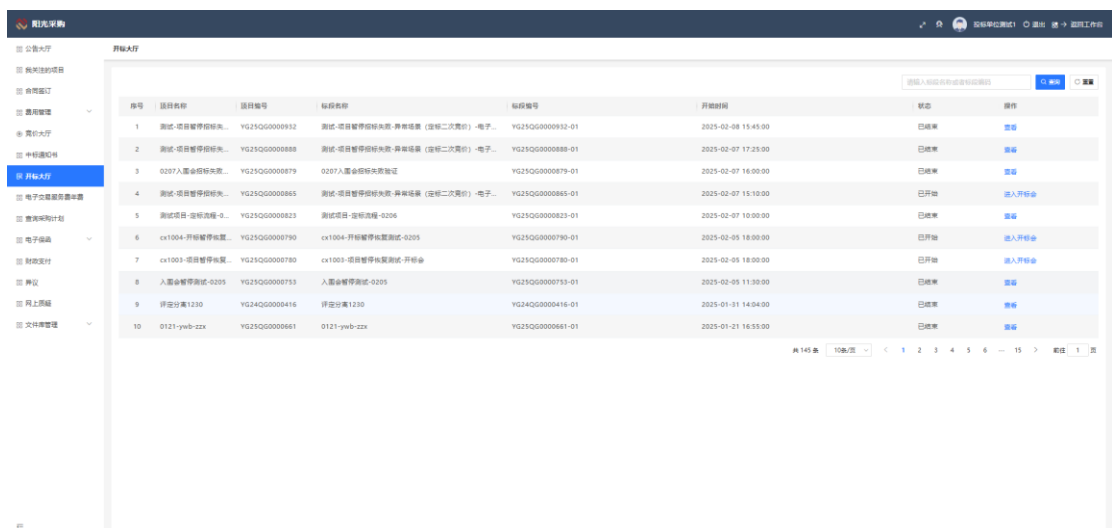 阳光采购
投标单位测试1 退出 返回工作台
公告大厅
我关注的项目
合同签订
费用管理
竞价大厅
中标通知书
开标大厅
电子交易服务费年费
查询采购计划
电子保函
财政支付
异议
网上质疑
文件库管理
开标大厅
请输入标段名称或者标段编码 查询 重置
序号 项目名称 项目编号 标段名称 标段编号 开始时间 状态 操作
1 测试-项目暂停招标失... YG25QG0000932 测试-项目暂停招标失败-异常场景（定标二次竞价）-电子... YG25QG0000932-01 2025-02-08 15:45:00 已结束 查看
2 测试-项目暂停招标失... YG25QG0000888 测试-项目暂停招标失败-异常场景（定标二次竞价）-电子... YG25QG0000888-01 2025-02-07 17:25:00 已结束 查看
3 0207入围会招标失败... YG25QG0000879 0207入围会招标失败验证 YG25QG0000879-01 2025-02-07 16:00:00 已结束 查看
4 测试-项目暂停招标失... YG25QG0000865 测试-项目暂停招标失败-异常场景（定标二次竞价）-电子... YG25QG0000865-01 2025-02-07 15:10:00 已开始 进入开标会
5 测试项目-定标流程-0... YG25QG0000823 测试项目-定标流程-0206 YG25QG0000823-01 2025-02-07 10:00:00 已结束 查看
6 cx1004-开标暂停恢复... YG25QG0000790 cx1004-开标暂停恢复测试-0205 YG25QG0000790-01 2025-02-05 18:00:00 已开始 进入开标会
7 cx1003-项目暂停恢复... YG25QG0000780 cx1003-项目暂停恢复测试-开标会 YG25QG0000780-01 2025-02-05 18:00:00 已开始 进入开标会
8 入围会暂停测试-0205 YG25QG0000753 入围会暂停测试-0205 YG25QG0000753-01 2025-02-05 11:30:00 已结束 查看
9 评定分离1230 YG24QG0000416 评定分离1230 YG24QG0000416-01 2025-01-31 14:04:00 已结束 查看
10 0121-ywb-zzx YG25QG0000661 0121-ywb-zzx YG25QG0000661-01 2025-01-21 16:55:00 已结束 查看
共 145 条 10条/页 < 1 2 3 4 5 6 ... 15 > 前往 1 页